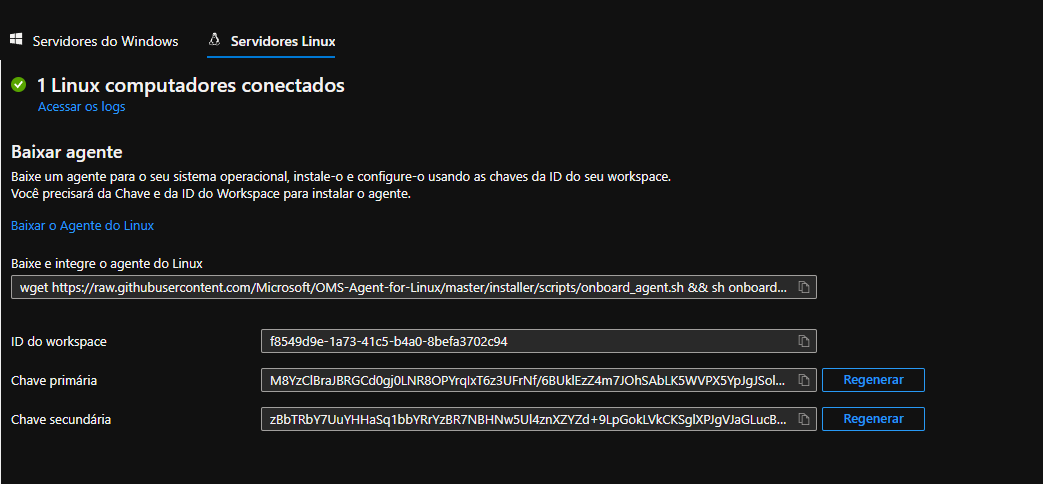 Servidores do Windows Servidores Linux
1 Linux computadores conectados
Acessar os logs
Baixar agente
Baixe um agente para o seu sistema operacional, instale-o e configure-o usando as chaves da ID do seu workspace.
Você precisará da Chave e da ID do Workspace para instalar o agente.
Baixar o Agente do Linux
Baixe e integre o agente do Linux
wget https://raw.githubusercontent.com/Microsoft/OMS-Agent-for-Linux/master/installer/scripts/onboard_agent.sh && sh onboard...
ID do workspace f8549d9e-1a73-41c5-b4a0-8befa3702c94
Chave primária M8YzClBraJBRGCd0gj0LNR8OPYrqIxT6z3UFrNf/6BUklEzZ4m7JOhSAbLK5WVPX5YpJgJSol... Regenerar
Chave secundária zBbTRbY7UuYHHaSq1bbYRrYzBR7NBHNw5Ul4znXZYZd+9LpGokLVkCKSglXPJgVJaGLucB... Regenerar